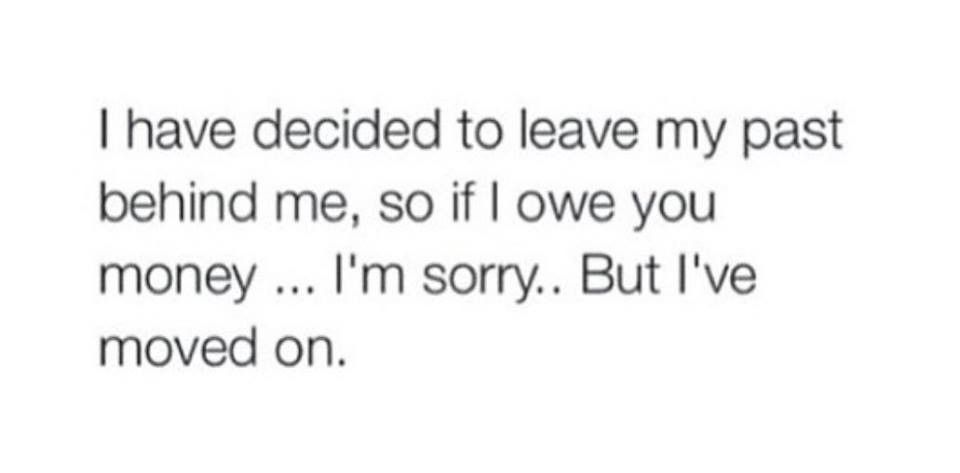 I have decided to leave my past
behind me, so if I owe you
money ... I'm sorry.. But I've
moved on.